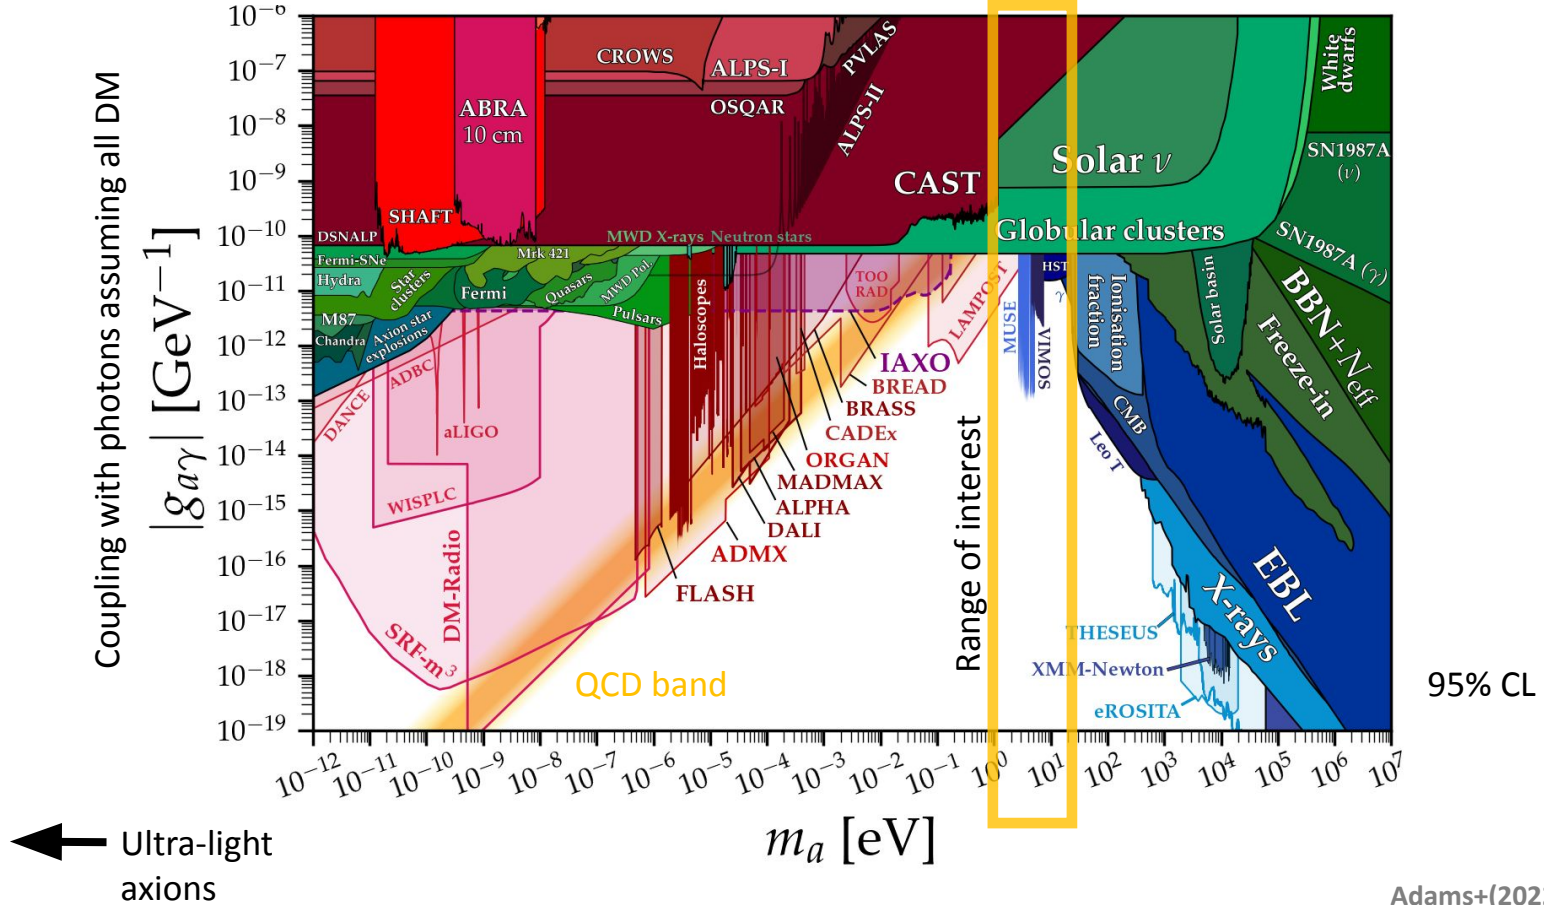 10−6
10−7
10−8
10−9
10−10
10−11
10−12
10−13
10−14
10−15
10−16
10−17
10−18
10−19
Coupling with photons assuming all DM
|gaγ| [GeV−1]
CROWS
ALPS-I
PVLAS
OSQAR
ALPS-II
ABRA
10 cm
SHAFT
CAST
Solar ν
Globular clusters
White
dwarfs
SN1987A
(ν)
SN1987A (γ)
DSNALP
MWD X-rays
Neutron stars
Fermi-SNe
Mrk 421
Hydra
Star
clusters
Fermi
Quasars
MWD Pol.
Pulsars
M87
Chandra
Axion star
explosions
Haloscopes
TOO
RAD
LAMPOST
HST
γ
MUSE
VIMOS
Ionisation
fraction
Solar basin
BBN+Neff
Freeze-in
CMB
Leo T
EBL
X-rays
ADBC
DANCE
aLIGO
WISPLC
DM-Radio
SRF-m3
IAXO
BREAD
BRASS
CADEx
ORGAN
MADMAX
ALPHA
DALI
ADMX
FLASH
QCD band
Range of interest
THESEUS
XMM-Newton
eROSITA
95% CL
10−12 10−11 10−10 10−9 10−8 10−7 10−6 10−5 10−4 10−3 10−2 10−1 100 101 102 103 104 105 106 107
ma [eV]
Ultra-light
axions